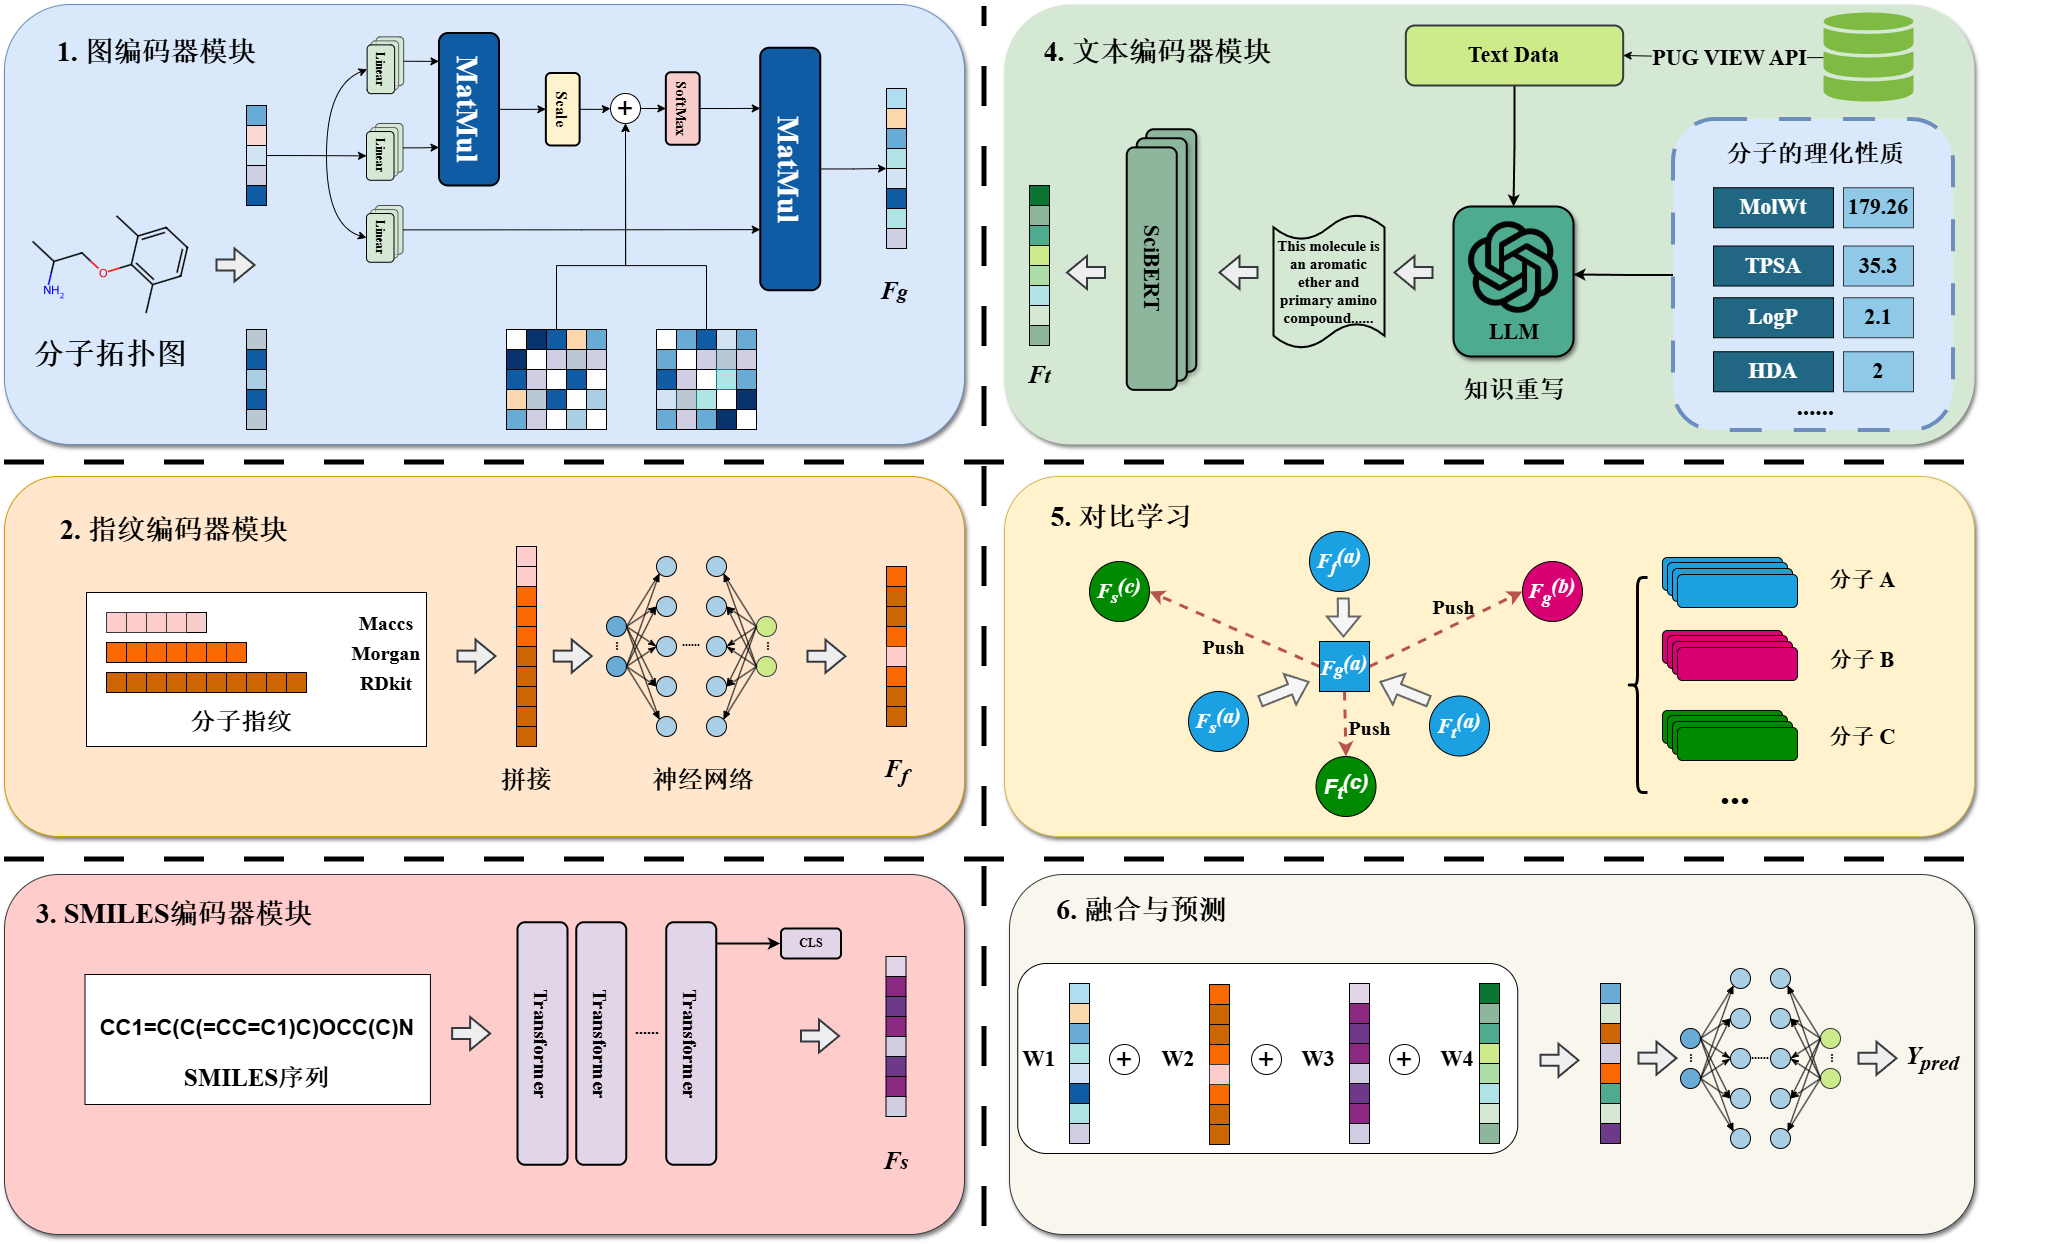 1. 图编码器模块
Linear
Linear
Linear
MatMul
Scale
+
SoftMax
MatMul
NH2
O
分子拓扑图
Fg
4. 文本编码器模块
Text Data
PUG VIEW API
分子的理化性质
MolWt 179.26
TPSA 35.3
LogP 2.1
HDA 2
......
LLM
知识重写
This molecule is
an aromatic
ether and
primary amino
compound......
SciBERT
Ft
2. 指纹编码器模块
Maccs
Morgan
RDkit
分子指纹
拼接
......
神经网络
Ff
5. 对比学习
Ff(a)
Fs(c)
Fg(b)
Push
Push
Fg(a)
Fs(a)
Ft(a)
Push
Ft(c)
分子 A
分子 B
分子 C
...
3. SMILES编码器模块
CC1=C(C(=CC=C1)C)OCC(C)N
SMILES序列
Transformer
Transformer
......
Transformer
CLS
Fs
6. 融合与预测
W1 + W2 + W3 + W4
......
Ypred